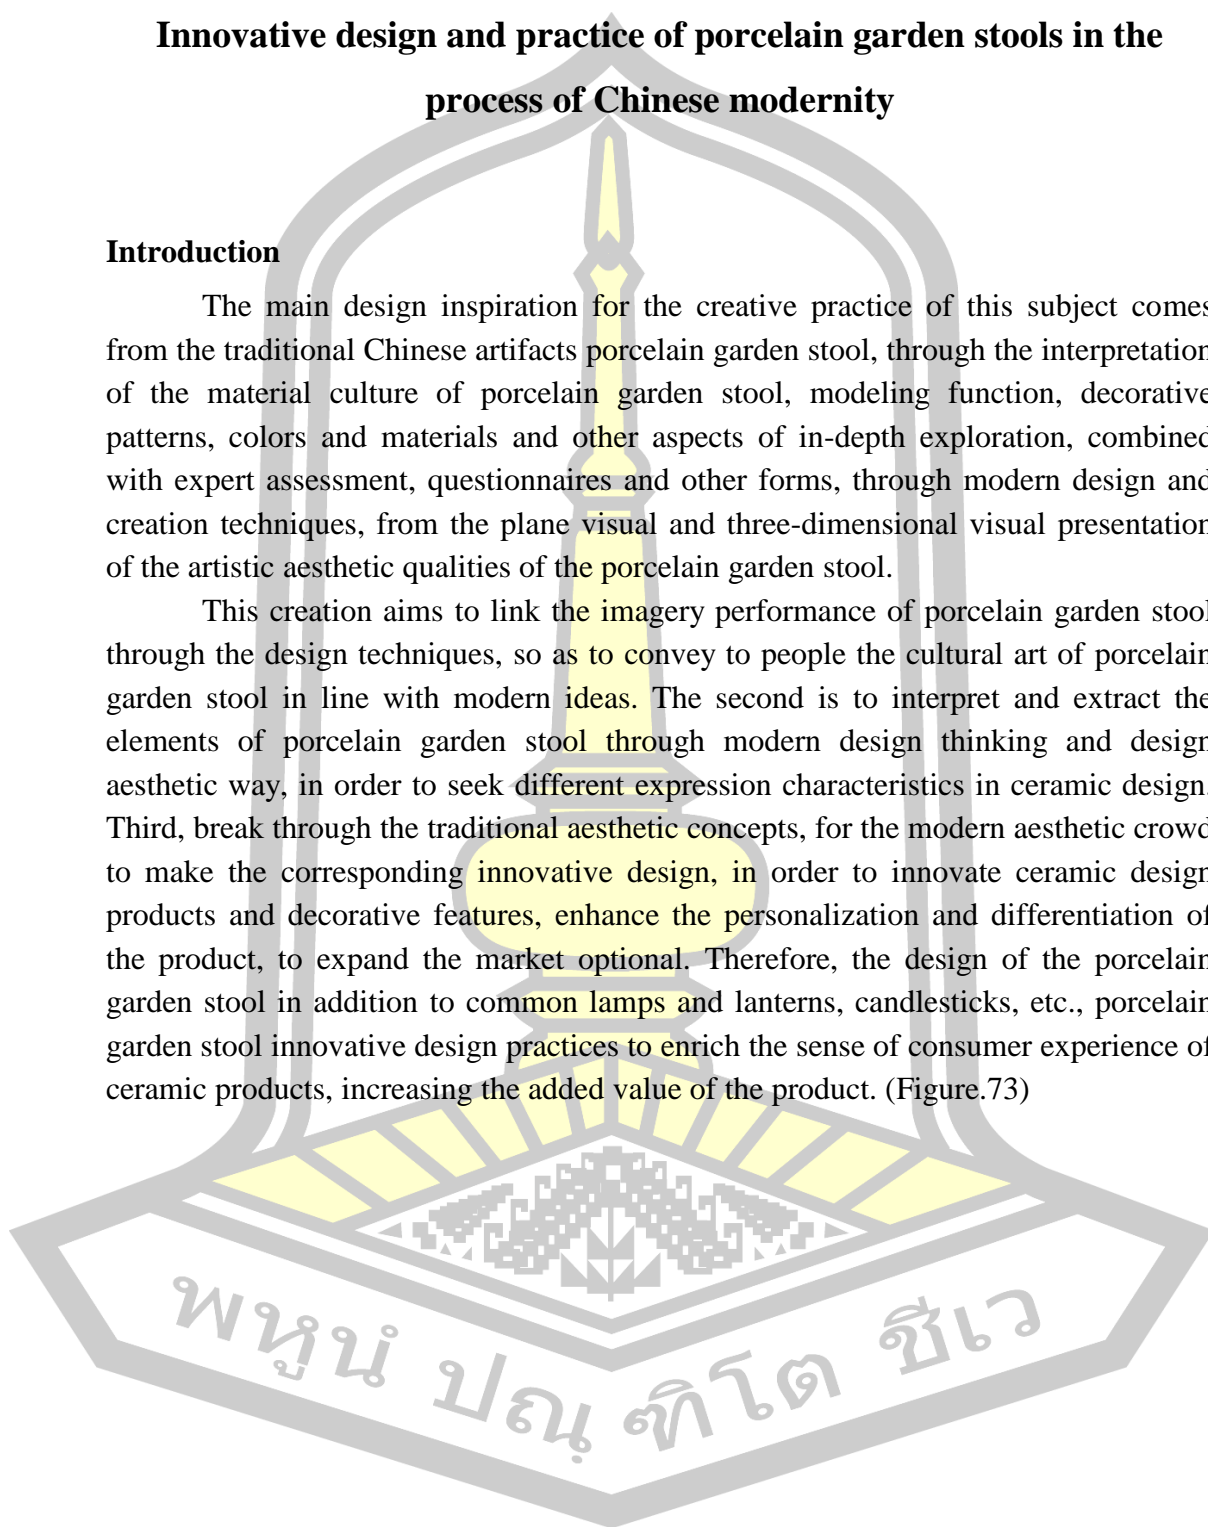 Innovative design and practice of porcelain garden stools in the
process of Chinese modernity
Introduction
The main design inspiration for the creative practice of this subject comes
from the traditional Chinese artifacts porcelain garden stool, through the interpretation
of the material culture of porcelain garden stool, modeling function, decorative
patterns, colors and materials and other aspects of in-depth exploration, combined
with expert assessment, questionnaires and other forms, through modern design and
creation techniques, from the plane visual and three-dimensional visual presentation
of the artistic aesthetic qualities of the porcelain garden stool.
This creation aims to link the imagery performance of porcelain garden stool
through the design techniques, so as to convey to people the cultural art of porcelain
garden stool in line with modern ideas. The second is to interpret and extract the
elements of porcelain garden stool through modern design thinking and design
aesthetic way, in order to seek different expression characteristics in ceramic design.
Third, break through the traditional aesthetic concepts, for the modern aesthetic crowd
to make the corresponding innovative design, in order to innovate ceramic design
products and decorative features, enhance the personalization and differentiation of
the product, to expand the market optional. Therefore, the design of the porcelain
garden stool in addition to common lamps and lanterns, candlesticks, etc., porcelain
garden stool innovative design practices to enrich the sense of consumer experience of
ceramic products, increasing the added value of the product. (Figure.73)
พหูนํ ปณฺฑิโต ชีเว